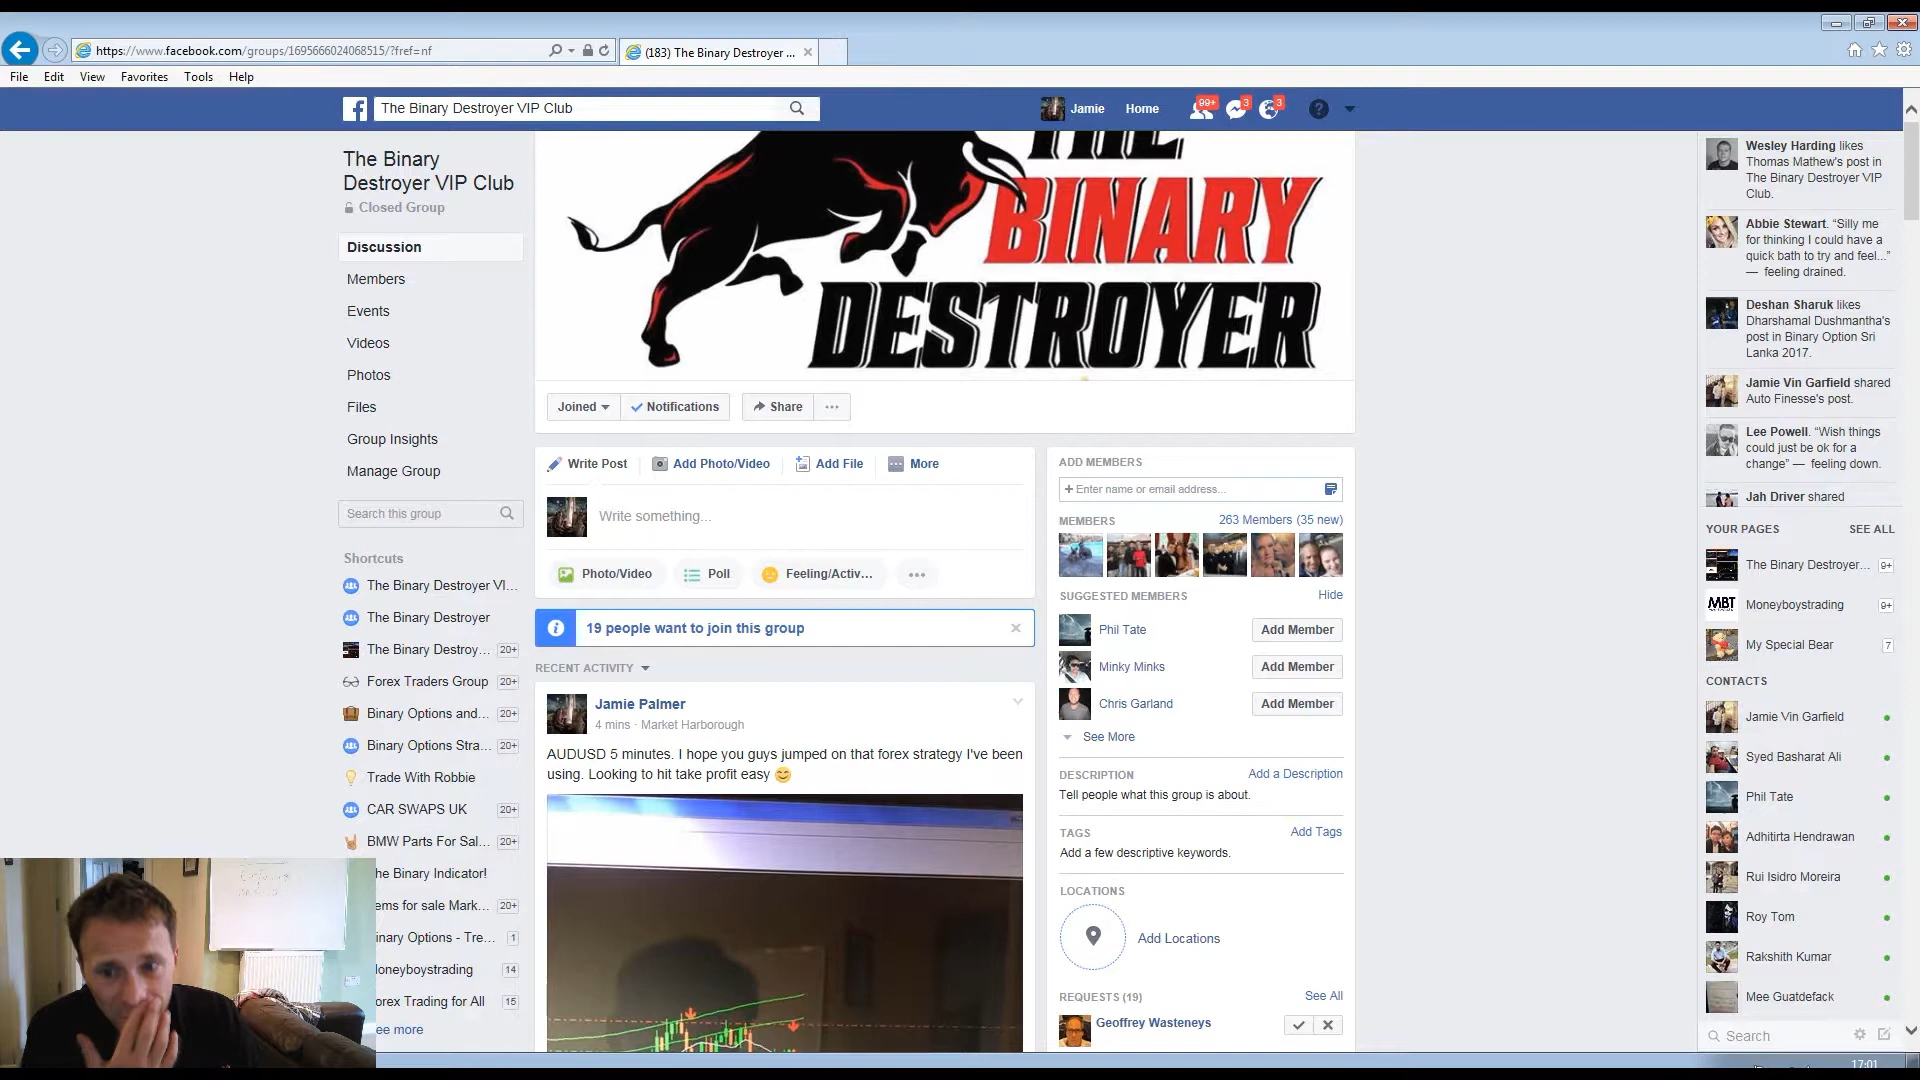 https://www.facebook.com/groups/1695666024068515/?fref=nf
(183) The Binary Destroyer ...
File Edit View Favorites Tools Help
The Binary Destroyer VIP Club
Jamie Home 99+ 3 3
The Binary
Destroyer VIP Club
Closed Group
Discussion
Members
Events
Videos
Photos
Files
Group Insights
Manage Group
Search this group
Shortcuts
The Binary Destroyer Vl...
The Binary Destroyer
The Binary Destroy... 20+
Forex Traders Group 20+
Binary Options and... 20+
Binary Options Stra... 20+
Trade With Robbie
CAR SWAPS UK 20+
BMW Parts For Sal... 20+
he Binary Indicator!
ems for sale Mark... 20+
inary Options - Tre... 1
oneyboystrading 14
orex Trading for All 15
ee more
THE
BINARY
DESTROYER
Joined Notifications Share ...
Write Post Add Photo/Video Add File More
Write something...
Photo/Video Poll Feeling/Activ... ...
19 people want to join this group
RECENT ACTIVITY
Jamie Palmer
4 mins · Market Harborough
AUDUSD 5 minutes. I hope you guys jumped on that forex strategy I've been
using. Looking to hit take profit easy
ADD MEMBERS
+ Enter name or email address...
MEMBERS 263 Members (35 new)
SUGGESTED MEMBERS Hide
Phil Tate Add Member
Minky Minks Add Member
Chris Garland Add Member
See More
DESCRIPTION Add a Description
Tell people what this group is about.
TAGS Add Tags
Add a few descriptive keywords.
LOCATIONS
Add Locations
REQUESTS (19) See All
Geoffrey Wasteneys
Wesley Harding likes
Thomas Mathew's post in
The Binary Destroyer VIP
Club.
Abbie Stewart. “Silly me
for thinking I could have a
quick bath to try and feel...”
— feeling drained.
Deshan Sharuk likes
Dharshamal Dushmantha's
post in Binary Option Sri
Lanka 2017.
Jamie Vin Garfield shared
Auto Finesse's post.
Lee Powell. “Wish things
could just be ok for a
change” — feeling down.
Jah Driver shared
YOUR PAGES SEE ALL
The Binary Destroyer... 9+
MBT Moneyboystrading 9+
My Special Bear 7
CONTACTS
Jamie Vin Garfield
Syed Basharat Ali
Phil Tate
Adhitirta Hendrawan
Rui Isidro Moreira
Roy Tom
Rakshith Kumar
Mee Guatdefack
Search
17:01